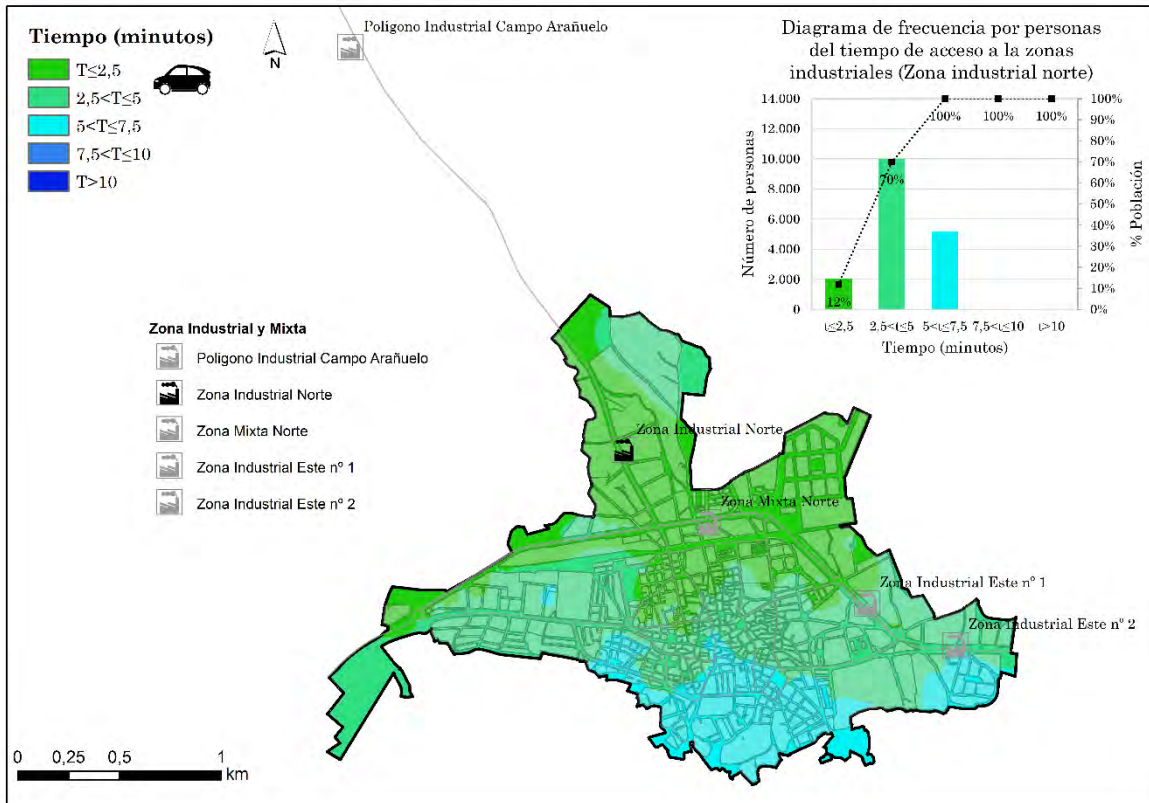 Tiempo (minutos)
T≤2,5
2,5<T≤5
5<T≤7,5
7,5<T≤10
T>10
N
Poligono Industrial Campo Arañuelo
Diagrama de frecuencia por personas
del tiempo de acceso a la zonas
industriales (Zona industrial norte)
14.000
12.000
10.000
8.000
6.000
4.000
2.000
0
Número de personas
100%
90%
80%
70%
60%
50%
40%
30%
20%
10%
0%
% Población
12%
70%
100%
100%
100%
t≤2,5
2,5<t≤5
5<t≤7,5
7,5<t≤10
t>10
Tiempo (minutos)
Zona Industrial y Mixta
Poligono Industrial Campo Arañuelo
Zona Industrial Norte
Zona Mixta Norte
Zona Industrial Este nº 1
Zona Industrial Este nº 2
Zona Industrial Norte
Zona Mixta Norte
Zona Industrial Este nº 1
Zona Industrial Este nº 2
0 0,25 0,5 1
km